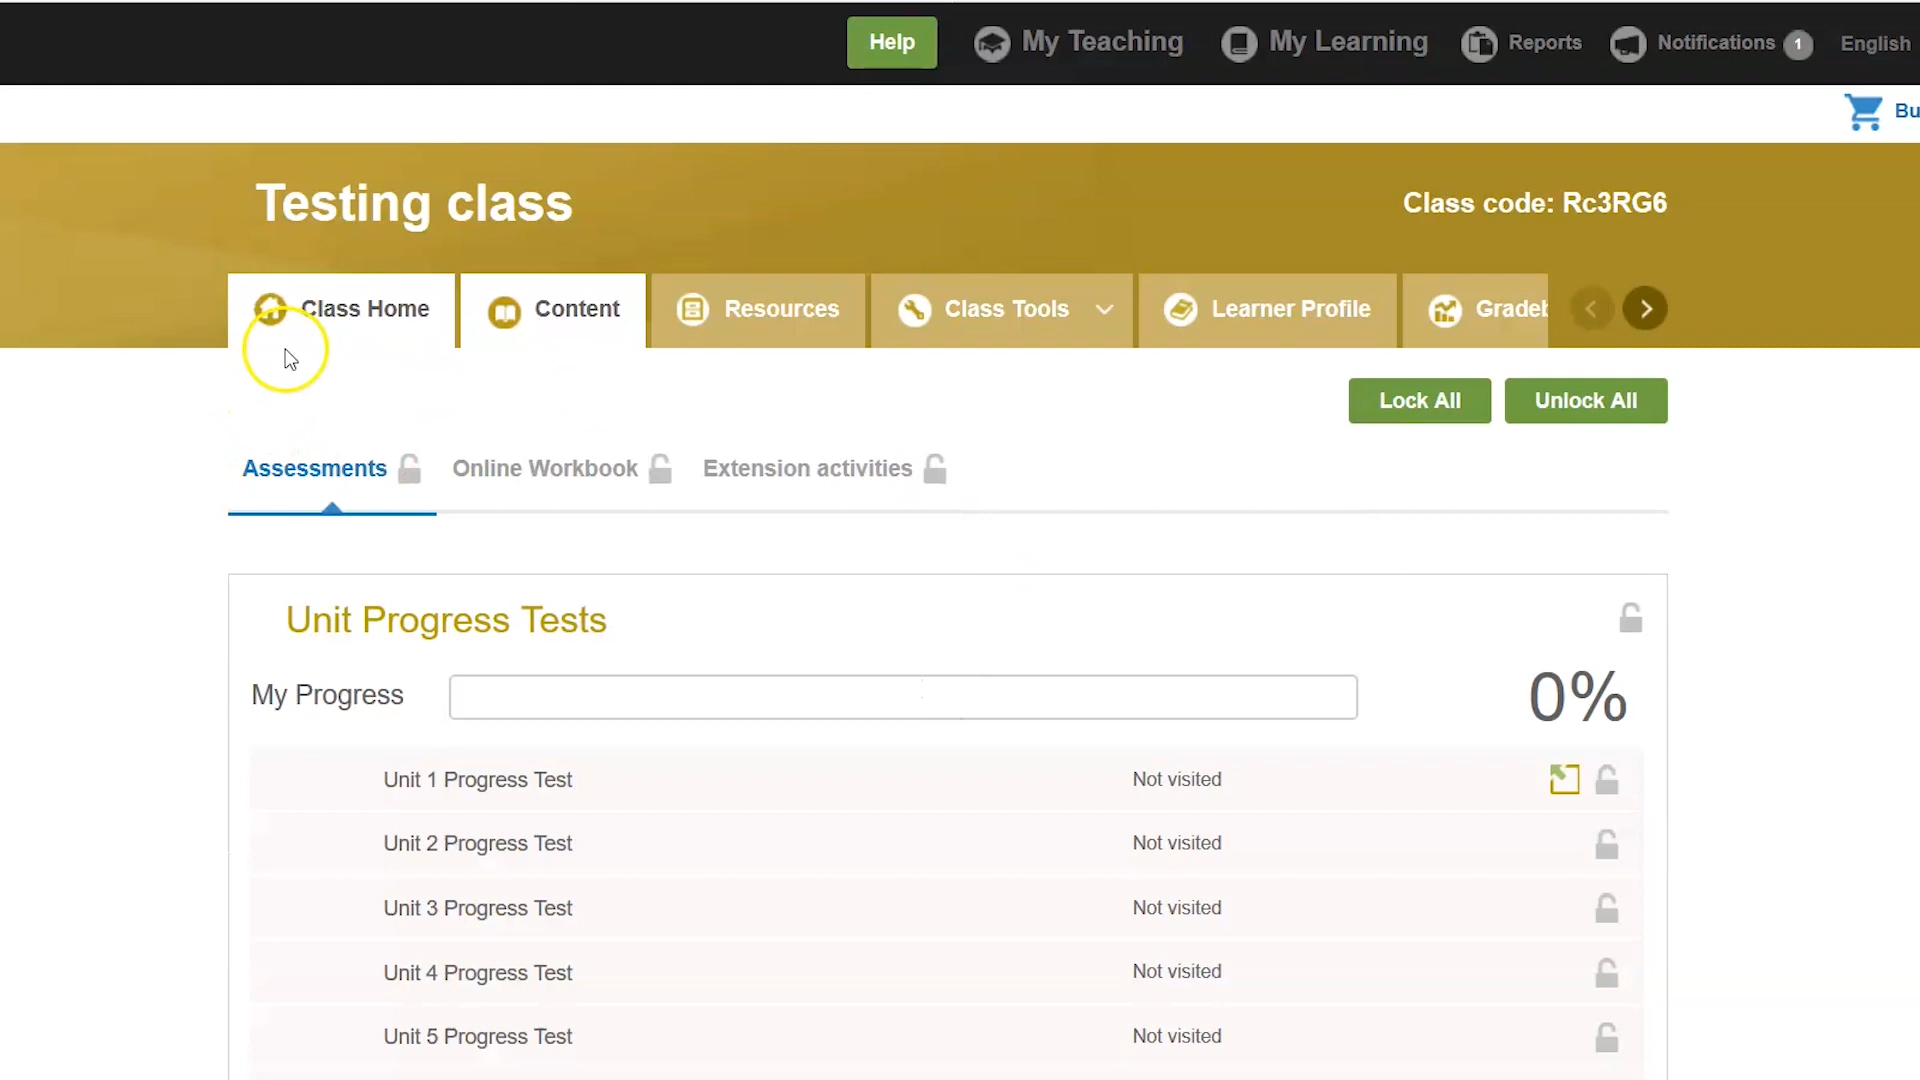 Help My Teaching My Learning Reports Notifications 1 English
Bu
Testing class
Class code: Rc3RG6
Class Home Content Resources Class Tools Learner Profile Gradeb
Lock All Unlock All
Assessments Online Workbook Extension activities
Unit Progress Tests
My Progress 0%
Unit 1 Progress Test Not visited
Unit 2 Progress Test Not visited
Unit 3 Progress Test Not visited
Unit 4 Progress Test Not visited
Unit 5 Progress Test Not visited